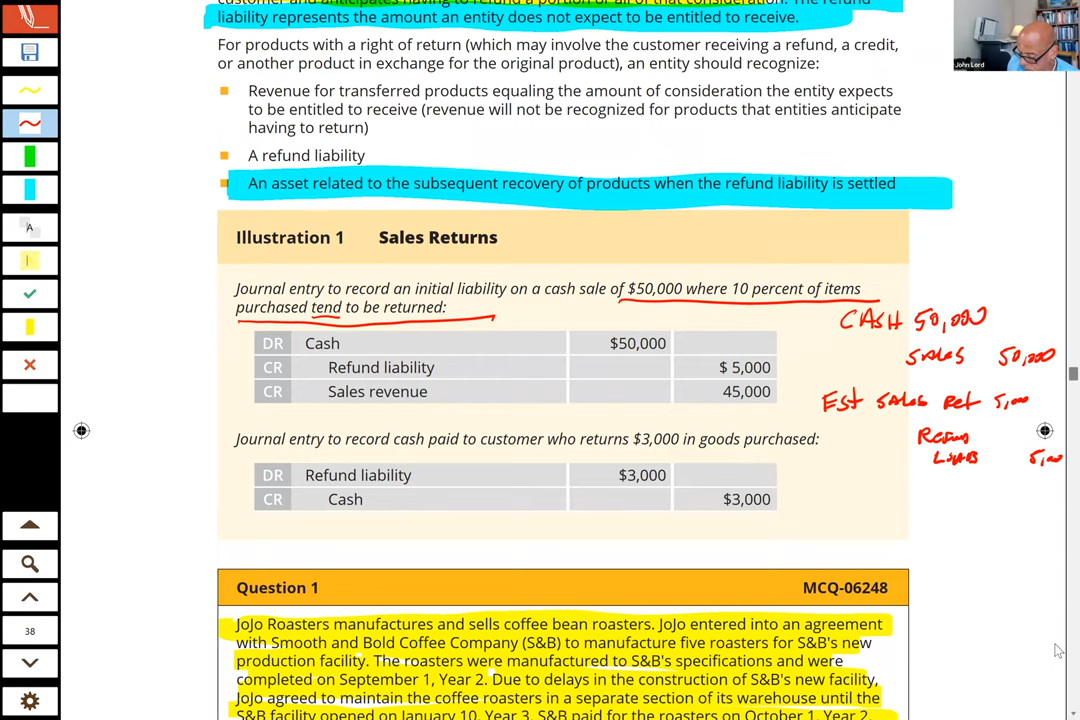 customer and anticipates having to refund a portion or all of that consideration. The refund
liability represents the amount an entity does not expect to be entitled to receive.
For products with a right of return (which may involve the customer receiving a refund, a credit,
or another product in exchange for the original product), an entity should recognize:
Revenue for transferred products equaling the amount of consideration the entity expects
to be entitled to receive (revenue will not be recognized for products that entities anticipate
having to return)
A refund liability
An asset related to the subsequent recovery of products when the refund liability is settled
Illustration 1 Sales Returns
Journal entry to record an initial liability on a cash sale of $50,000 where 10 percent of items
purchased tend to be returned:
DR Cash $50,000
CR Refund liability $ 5,000
CR Sales revenue 45,000
CASH 50,000
SALES 50,000
Est SALES Ret 5,000
Refund
5,000
Journal entry to record cash paid to customer who returns $3,000 in goods purchased:
DR Refund liability $3,000
CR Cash $3,000
Question 1 MCQ-06248
JoJo Roasters manufactures and sells coffee bean roasters. JoJo entered into an agreement
with Smooth and Bold Coffee Company (S&B) to manufacture five roasters for S&B's new
production facility. The roasters were manufactured to S&B's specifications and were
completed on September 1, Year 2. Due to delays in the construction of S&B's new facility,
JoJo agreed to maintain the coffee roasters in a separate section of its warehouse until the
S&B facility opened on January 10, Year 3. S&B paid for the roasters on October 1, Year 2.
John Lord
A
38